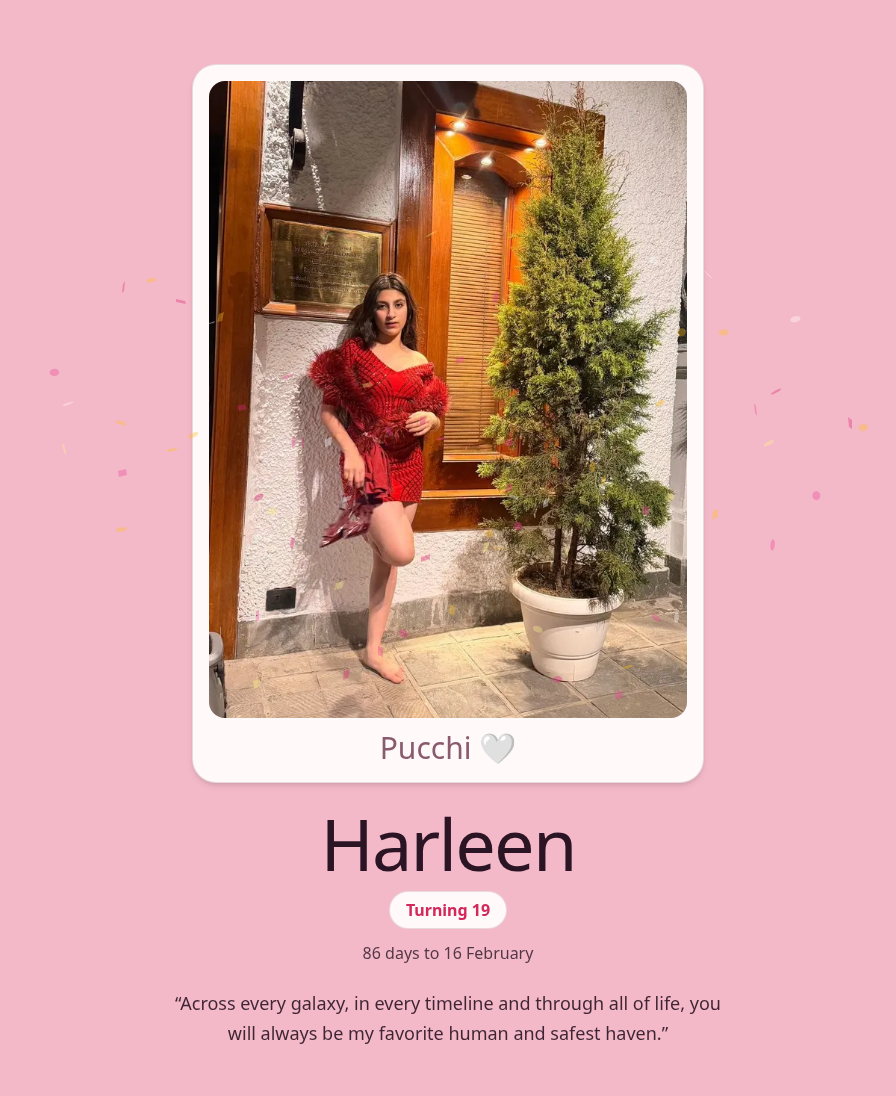 Pucchi 🤍
Harleen
Turning 19
86 days to 16 February
“Across every galaxy, in every timeline and through all of life, you
will always be my favorite human and safest haven.”